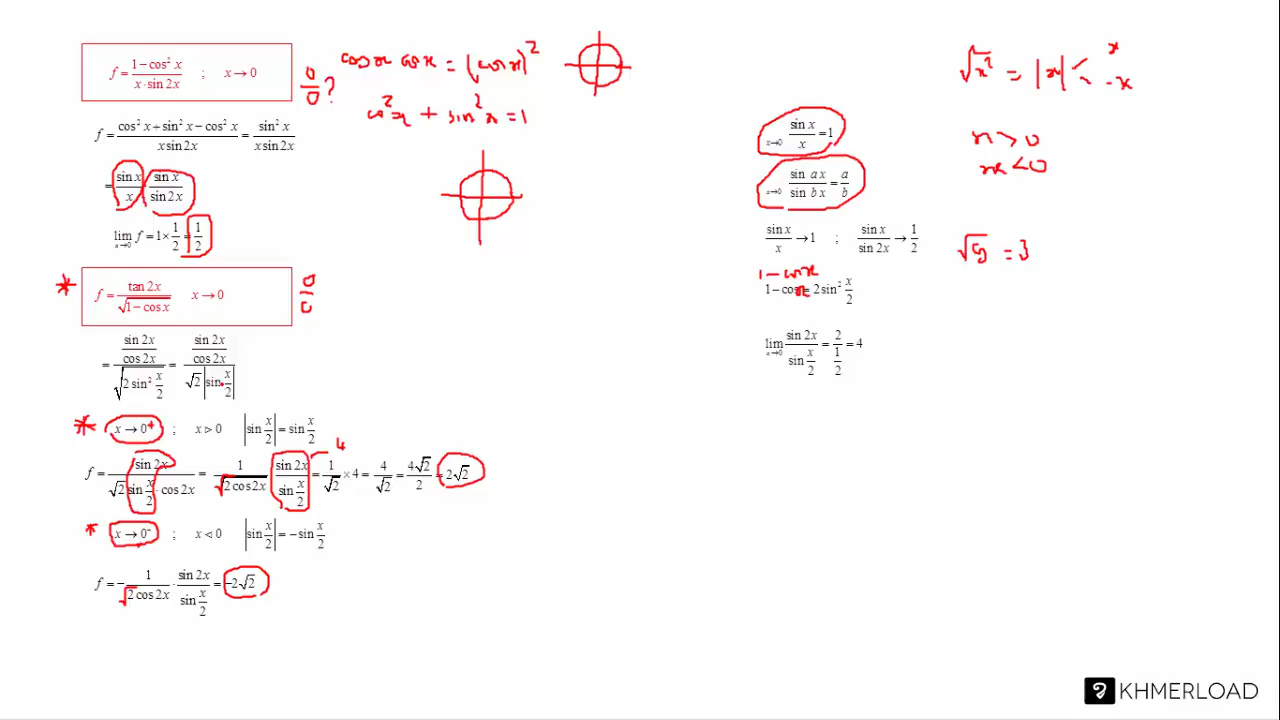 f = (1 − cos² x)/(x · sin 2x) ; x → 0
0/0 ?
cos x cos x = (cos x)²
cos² x + sin² x = 1
f = (cos² x + sin² x − cos² x)/(x sin 2x) = sin² x/(x sin 2x)
= sin x/x · sin x/sin 2x
lim x→0 f = 1 × 1/2 = 1/2
* f = tan 2x/√(1 − cos x) x → 0
0/0
= (sin 2x/cos 2x)/√(2 sin² x/2) = (sin 2x/cos 2x)/(√2 |sin x/2|)
* x → 0⁺ ; x > 0 |sin x/2| = sin x/2
4
f = sin 2x/(√2 sin x/2 · cos 2x) = 1/(√2 cos 2x) · sin 2x/(sin x/2) = 1/√2 × 4 = 4/√2 = 4√2/2 = 2√2
* x → 0⁻ ; x < 0 |sin x/2| = − sin x/2
f = − 1/(√2 cos 2x) · sin 2x/(sin x/2) = −2√2
x→0 sin x/x = 1
x→0 sin ax/sin bx = a/b
sin x/x → 1 ; sin x/sin 2x → 1/2
1 − cos x
1 − cos x = 2 sin² x/2
lim x→0 sin 2x/(sin x/2) = 2/(1/2) = 4
√x² = |x| < x
-x
x > 0
x < 0
√9 = 3
KHMERLOAD